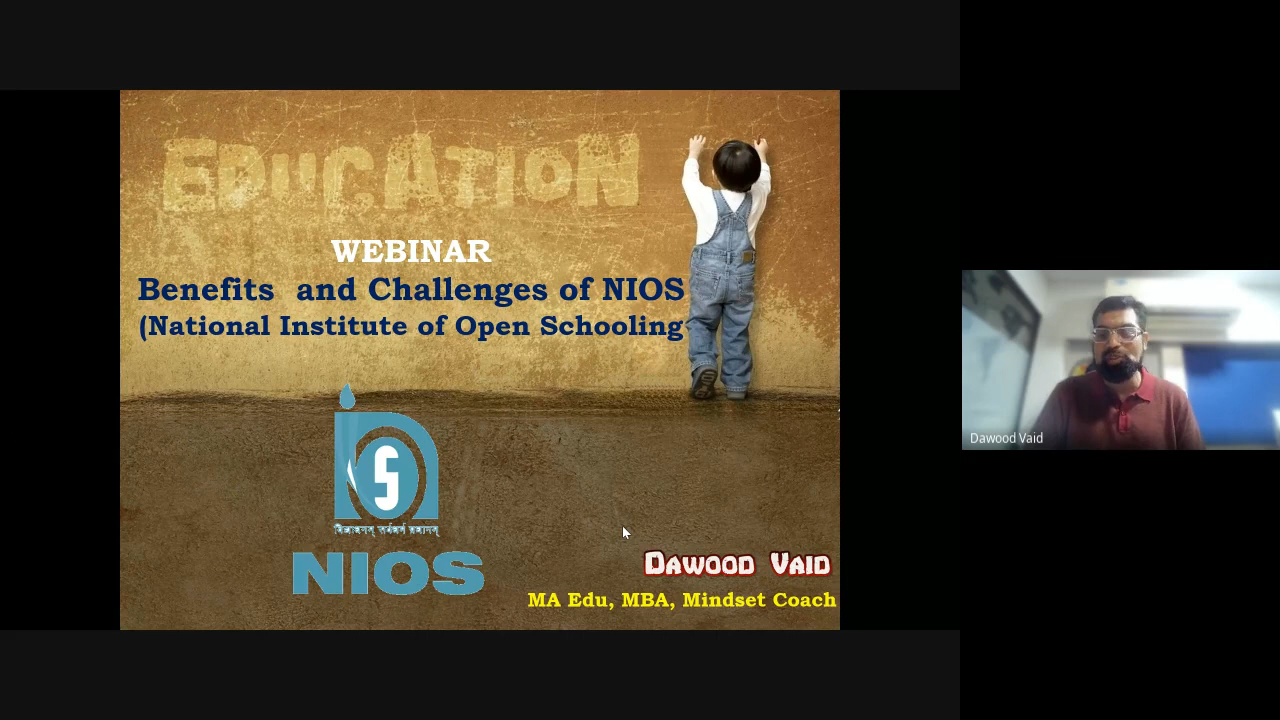 EDUCATION
WEBINAR
Benefits and Challenges of NIOS
(National Institute of Open Schooling
NIOS
DAWOOD VAID
MA Edu, MBA, Mindset Coach
Dawood Vaid